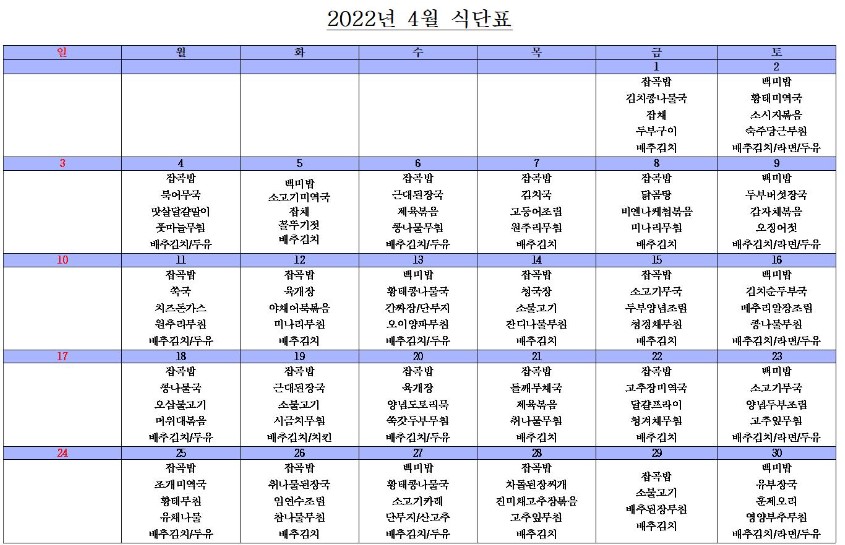 2022년 4월 식단표
일 월 화 수 목 금 토
1 2
잡곡밥 백미밥
김치콩나물국 황태미역국
잡채 소시지볶음
두부구이 숙주당근무침
배추김치 배추김치/라면/두유
3 4 5 6 7 8 9
잡곡밥 백미밥 잡곡밥 잡곡밥 잡곡밥 백미밥
북어무국 소고기미역국 근대된장국 김치국 닭곰탕 두부버섯장국
맛살달걀말이 잡채 제육볶음 고등어조림 비엔나케첩볶음 감자채볶음
풋마늘무침 꼴뚜기젓 콩나물무침 원추리무침 미나리무침 오징어젓
배추김치/두유 배추김치 배추김치/두유 배추김치 배추김치 배추김치/라면/두유
10 11 12 13 14 15 16
잡곡밥 잡곡밥 백미밥 잡곡밥 잡곡밥 백미밥
쑥국 육개장 황태콩나물국 청국장 소고기무국 김치순두부국
치즈돈가스 야채어묵볶음 간짜장/단무지 소불고기 두부양념조림 메추리알장조림
원추리무침 미나리무침 오이양파무침 잔디나물무침 청경채무침 콩나물무침
배추김치/두유 배추김치 배추김치/두유 배추김치 배추김치 배추김치/라면/두유
17 18 19 20 21 22 23
잡곡밥 잡곡밥 잡곡밥 잡곡밥 잡곡밥 백미밥
콩나물국 근대된장국 육개장 들깨무채국 고추장미역국 소고기무국
오삼불고기 소불고기 양념도토리묵 제육볶음 달걀프라이 양념두부조림
머위대볶음 시금치무침 쑥갓두부무침 취나물무침 청겨채무침 고추잎무침
배추김치/두유 배추김치/치킨 배추김치/두유 배추김치 배추김치 배추김치/라면/두유
24 25 26 27 28 29 30
잡곡밥 잡곡밥 백미밥 잡곡밥 잡곡밥 백미밥
조개미역국 취나물된장국 황태콩나물국 차돌된장찌개 소불고기 유부장국
황태무침 임연수조림 소고기카레 진미채고추장볶음 배추된장무침 훈제오리
유채나물 참나물무침 단무지/산고추 고추잎무침 배추김치 영양부추무침
배추김치/두유 배추김치 배추김치/두유 배추김치 배추김치/라면/두유